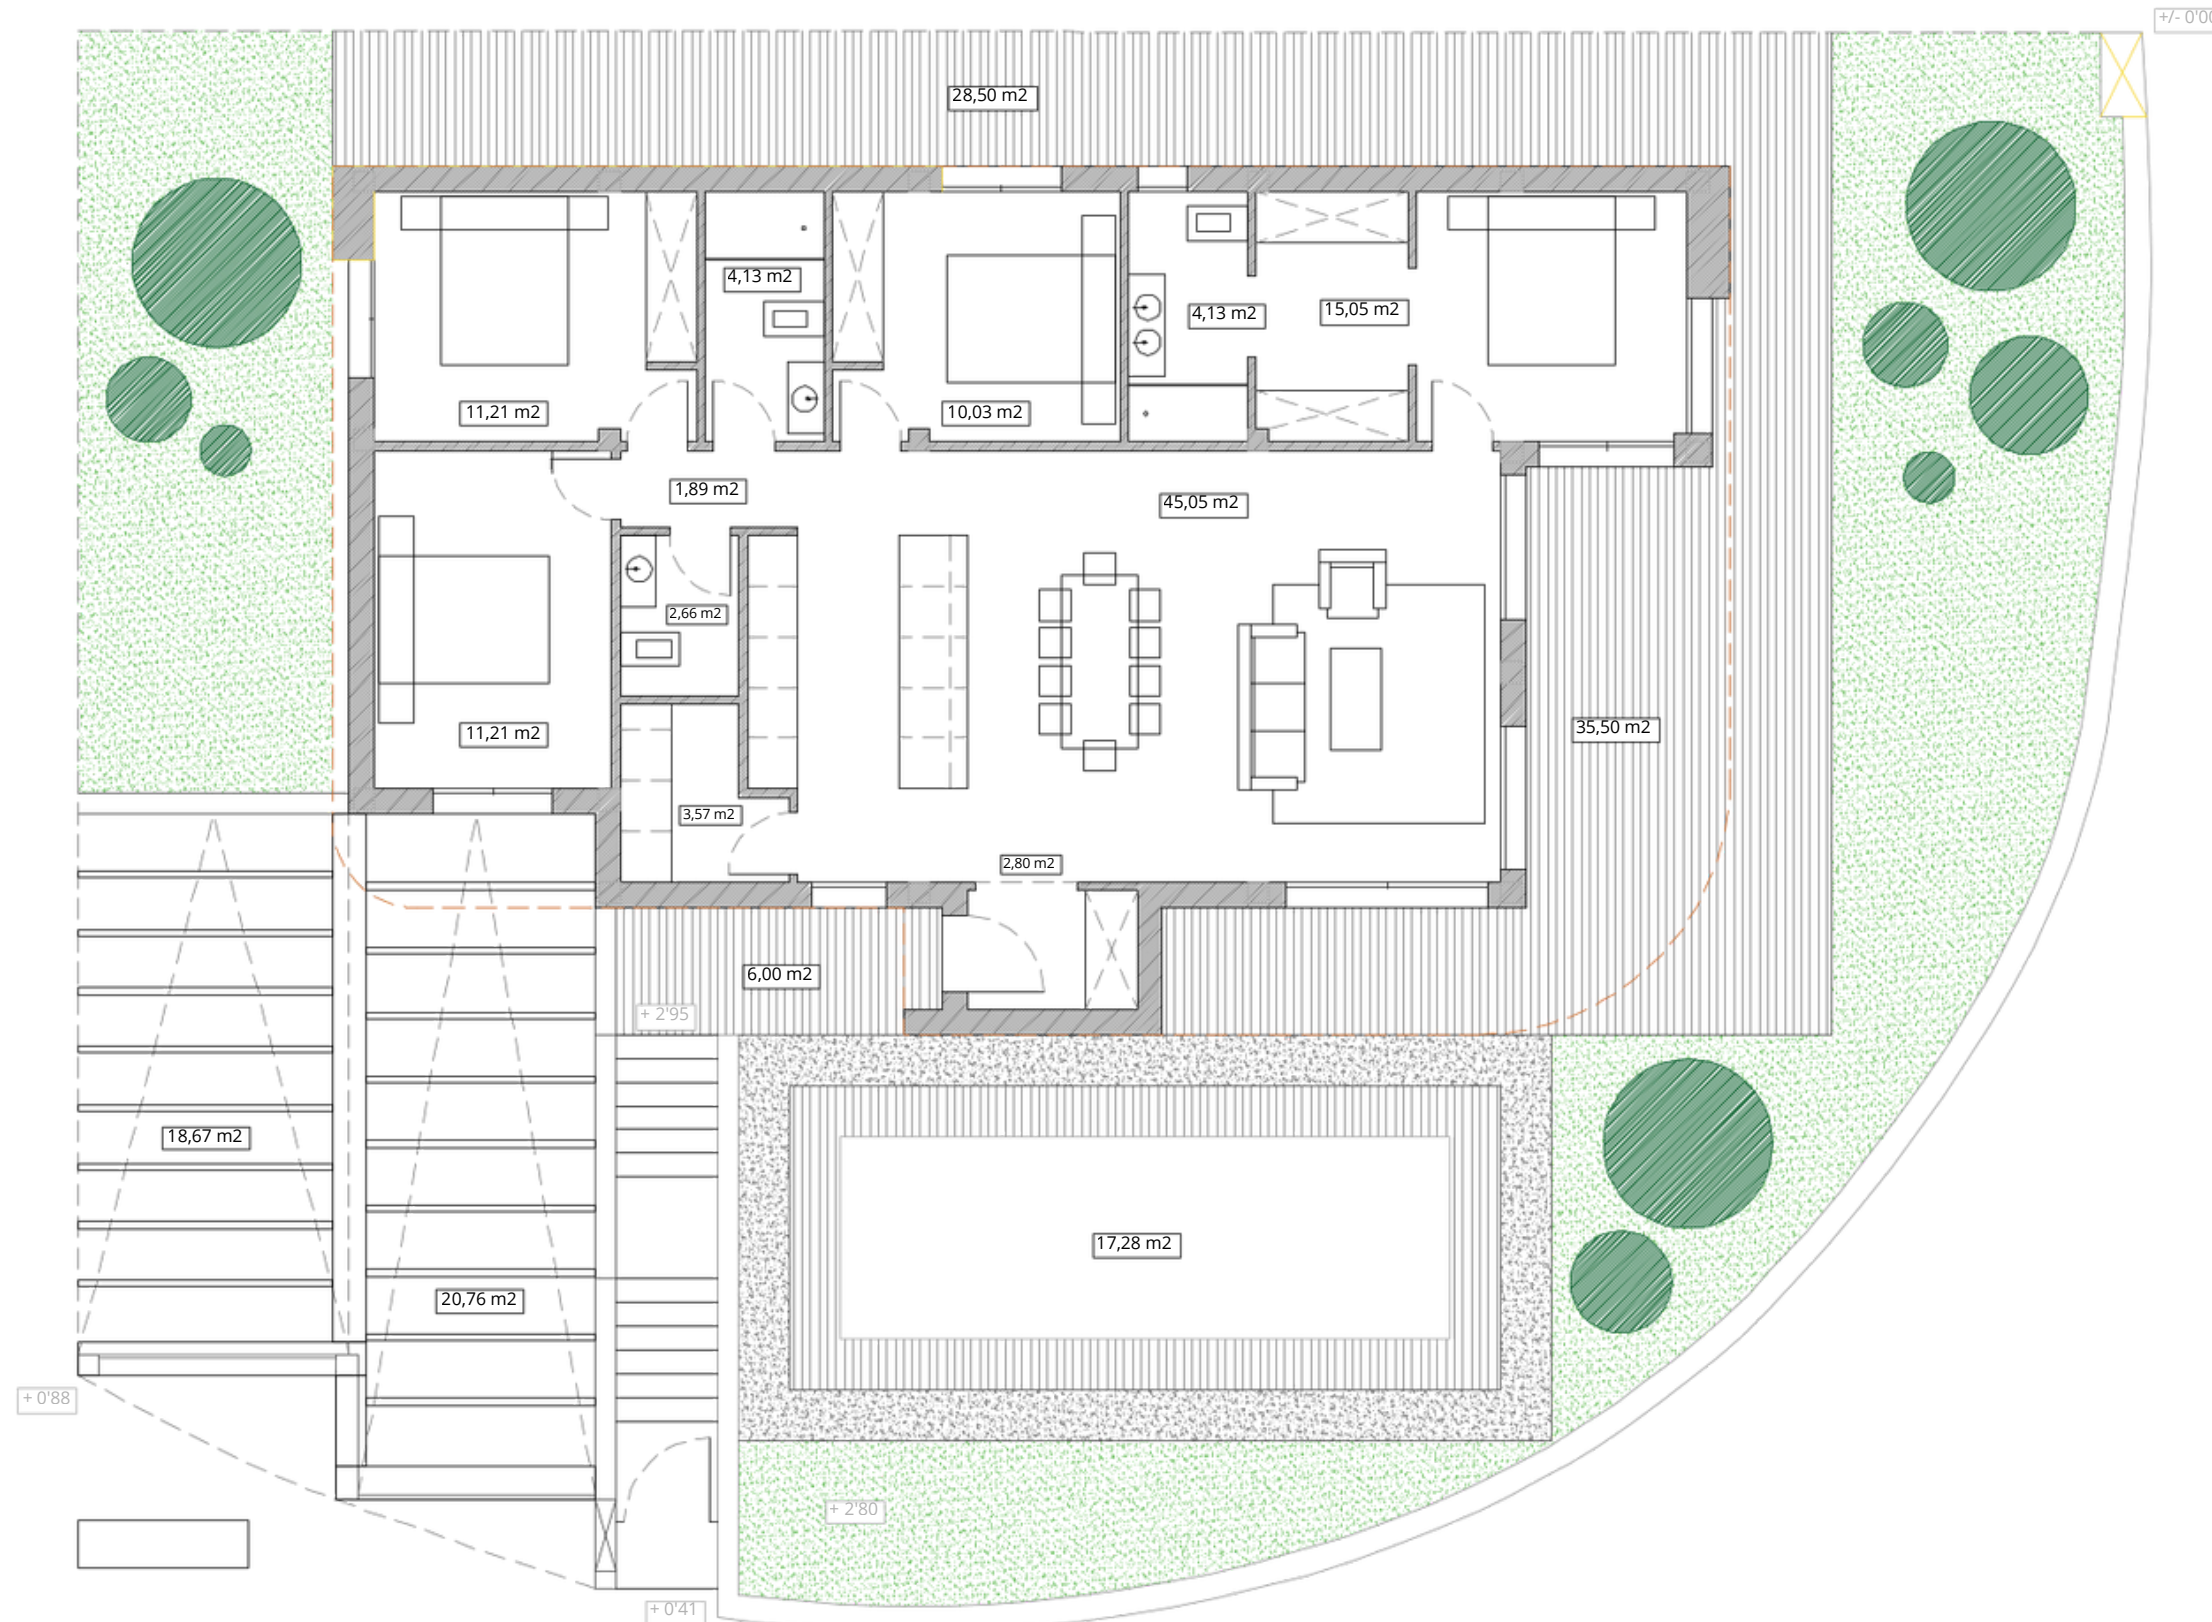 +/- 0'00
28,50 m2
4,13 m2
4,13 m2
15,05 m2
11,21 m2
10,03 m2
1,89 m2
45,05 m2
2,66 m2
11,21 m2
35,50 m2
3,57 m2
2,80 m2
6,00 m2
+ 2'95
18,67 m2
17,28 m2
20,76 m2
+ 0'88
+ 2'80
+ 0'41